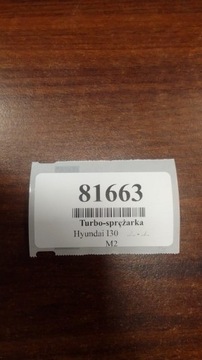 81663
Turbo-sprężarka
Hyundai I30
M2